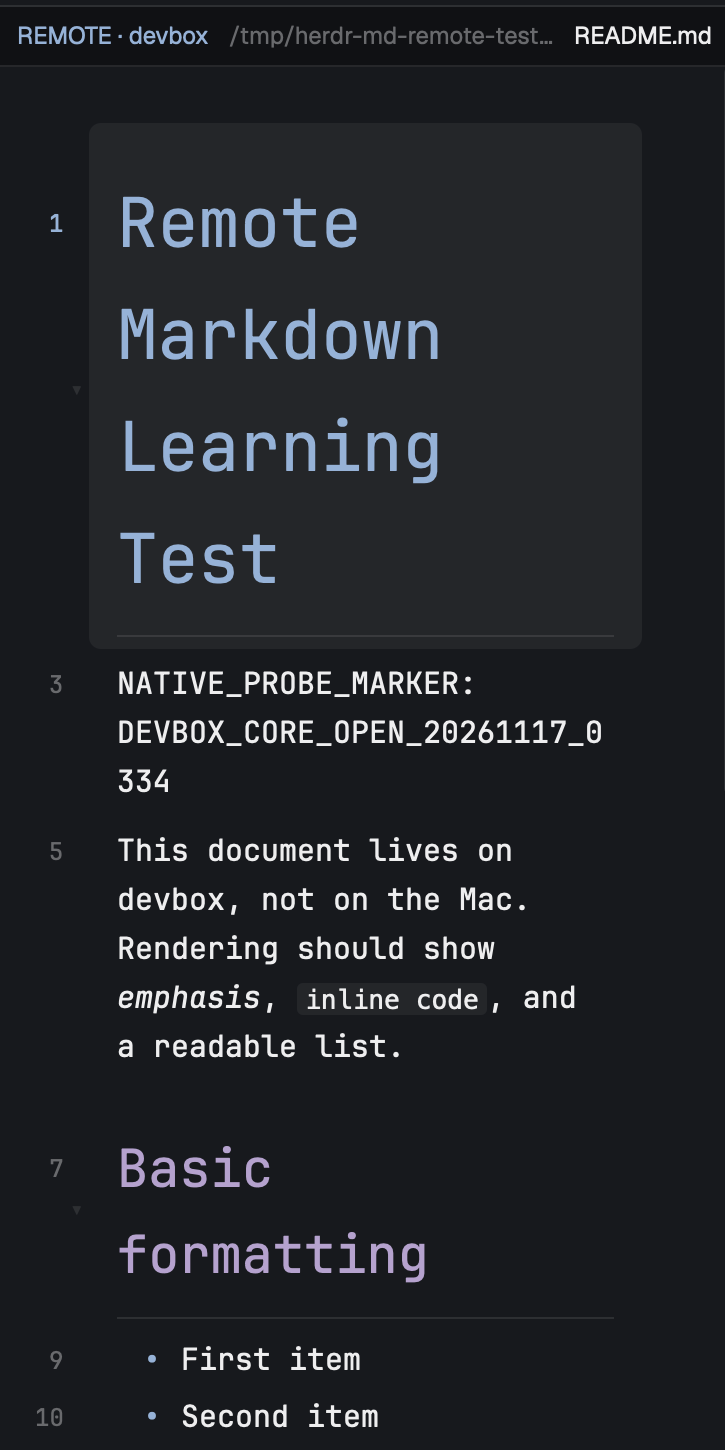 REMOTE · devbox /tmp/herdr-md-remote-test… README.md
1 Remote
Markdown
Learning
Test
3 NATIVE_PROBE_MARKER:
DEVBOX_CORE_OPEN_20261117_0
334
5 This document lives on
devbox, not on the Mac.
Rendering should show
emphasis, inline code, and
a readable list.
7 Basic
formatting
9 • First item
10 • Second item